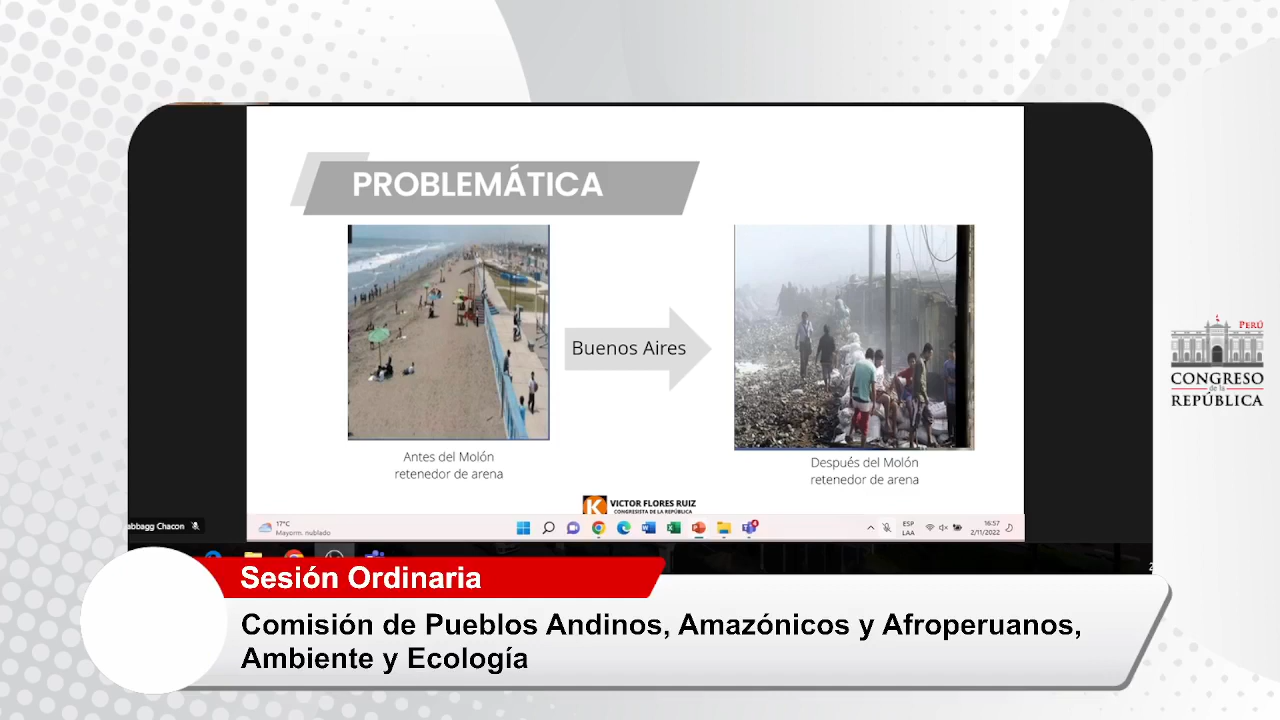 PROBLEMÁTICA
Buenos Aires
Antes del Molón
retenedor de arena
Después del Molón
retenedor de arena
K VICTOR FLORES RUIZ
CONGRESISTA DE LA REPÚBLICA
abbagg Chacon
17°C
Mayorm. nublado
ESP
LAA
16:57
2/11/2022
PERÚ
CONGRESO
de la
REPÚBLICA
Sesión Ordinaria
Comisión de Pueblos Andinos, Amazónicos y Afroperuanos,
Ambiente y Ecología